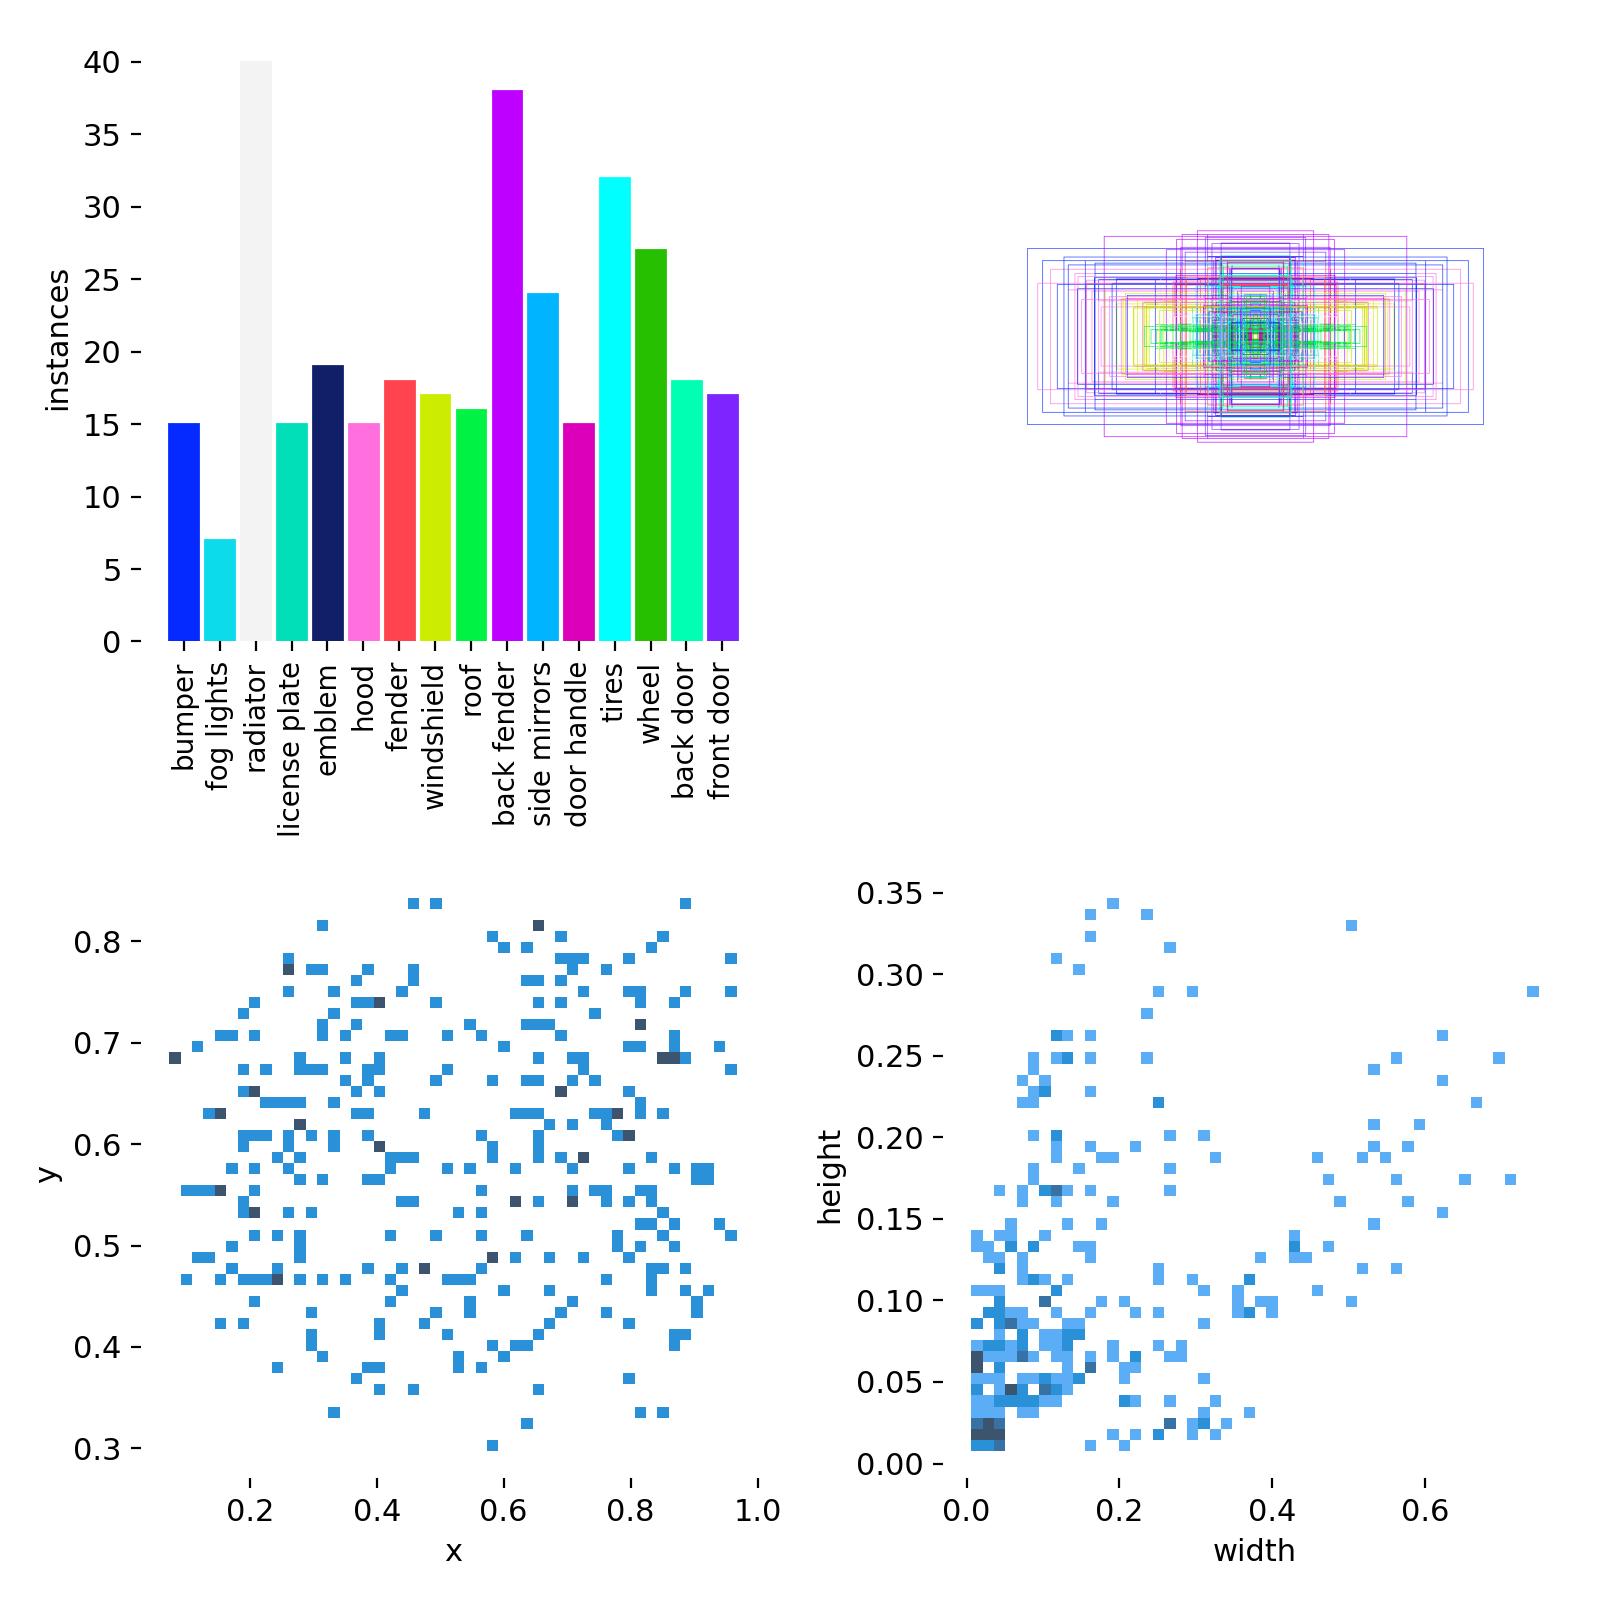 40
35
30
25
20
15
10
5
0
instances
bumper
fog lights
radiator
license plate
emblem
hood
fender
windshield
roof
back fender
side mirrors
door handle
tires
wheel
back door
front door
0.8
0.7
0.6
0.5
0.4
0.3
y
0.2 0.4 0.6 0.8 1.0
x
0.35
0.30
0.25
0.20
0.15
0.10
0.05
0.00
height
0.0 0.2 0.4 0.6
width